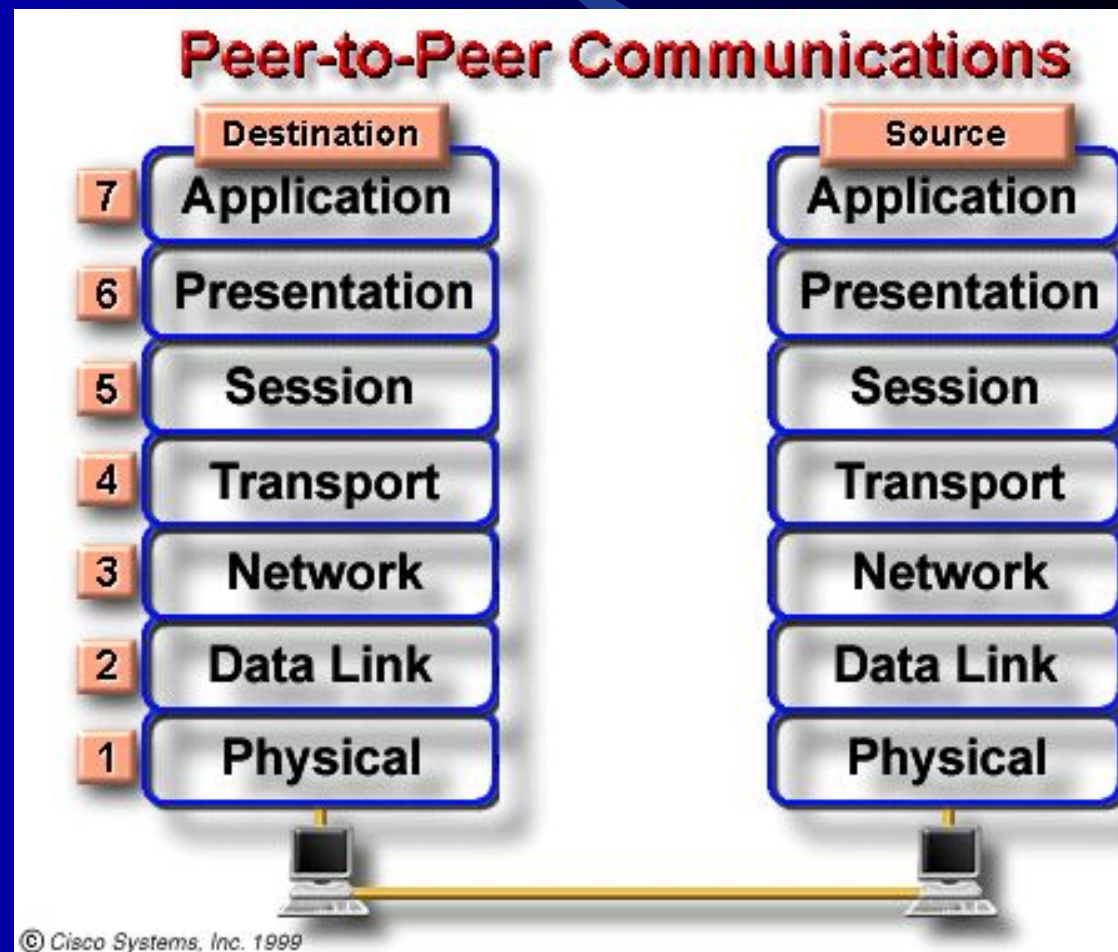 Peer-to-Peer Communications
Destination Source
7 Application Application
6 Presentation Presentation
5 Session Session
4 Transport Transport
3 Network Network
2 Data Link Data Link
1 Physical Physical
© Cisco Systems, Inc. 1999